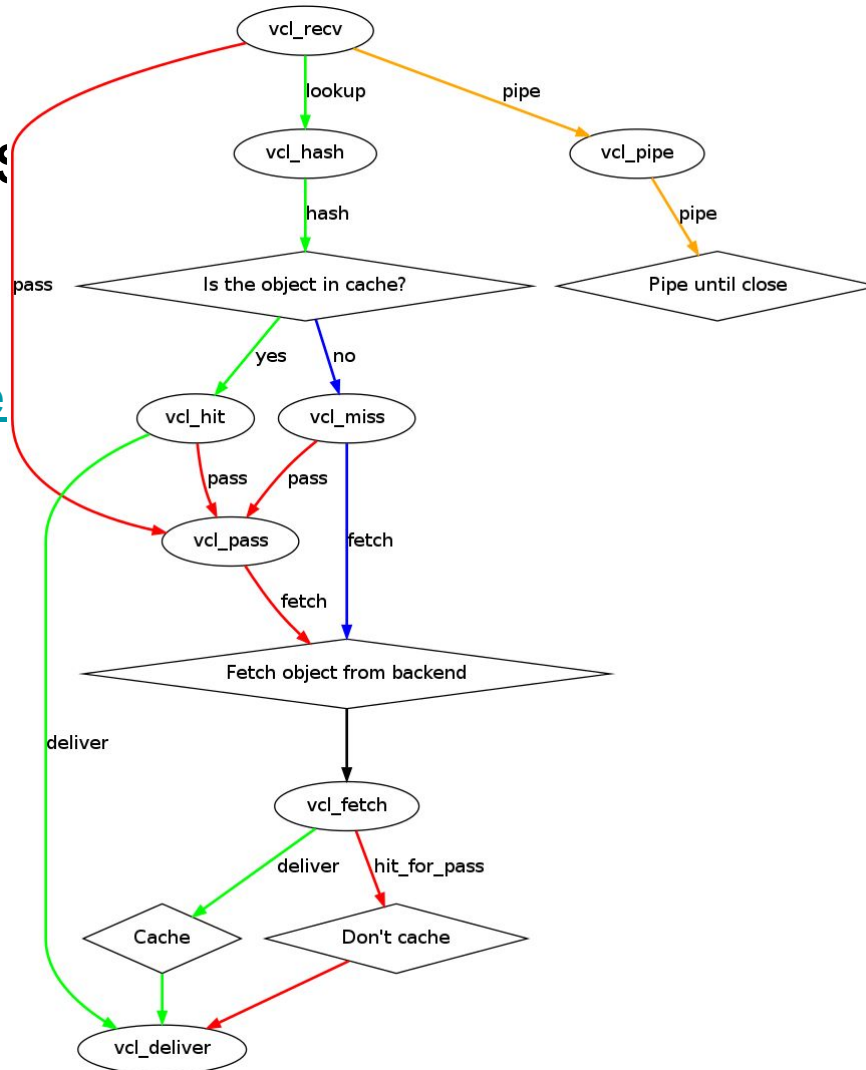 vcl_recv
lookup
pipe
vcl_hash
vcl_pipe
hash
pipe
pass
Is the object in cache?
Pipe until close
yes
no
vcl_hit
vcl_miss
pass
pass
vcl_pass
fetch
fetch
Fetch object from backend
deliver
vcl_fetch
deliver
hit_for_pass
Cache
Don't cache
vcl_deliver